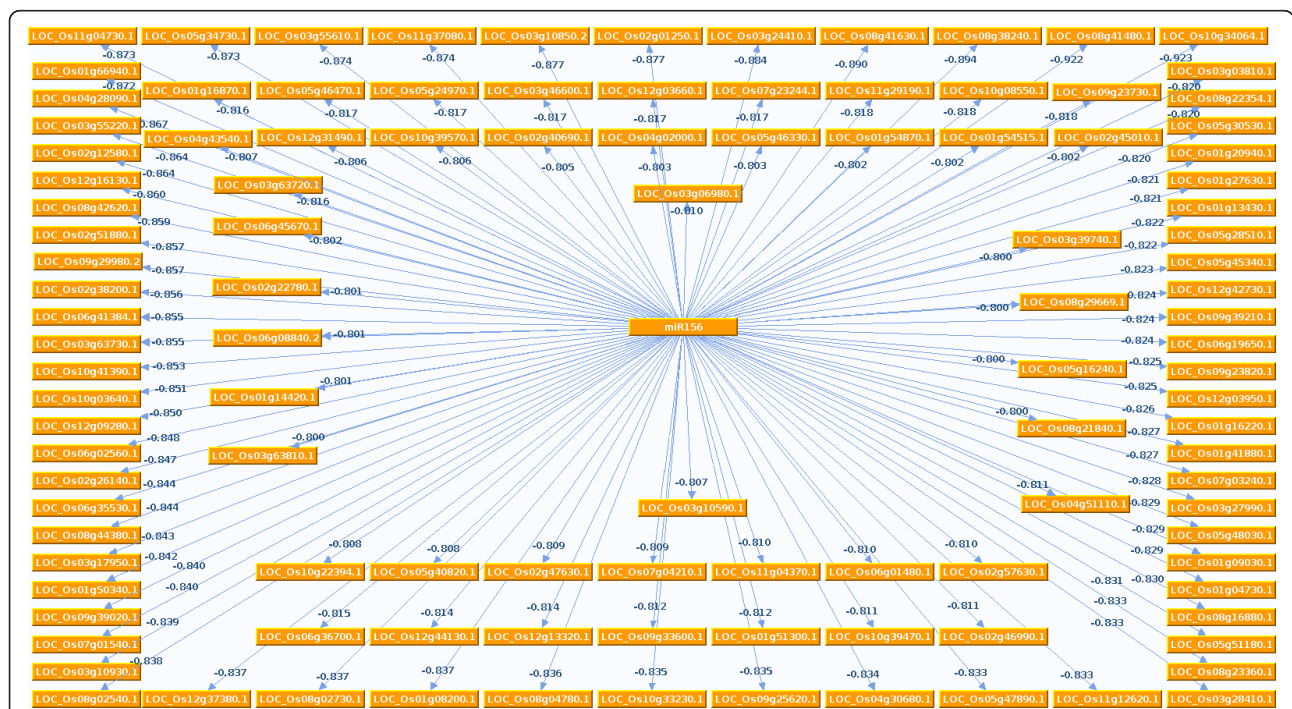 LOC_Os11g04730.1 LOC_Os05g34730.1 LOC_Os03g55610.1 LOC_Os11g37080.1 LOC_Os03g10850.2 LOC_Os02g01250.1 LOC_Os03g24410.1 LOC_Os08g41630.1 LOC_Os08g38240.1 LOC_Os08g41480.1 LOC_Os10g34064.1
-0.873 -0.873 -0.874 -0.874 -0.877 -0.877 -0.884 -0.890 -0.894 -0.922 -0.923
LOC_Os01g66940.1 LOC_Os03g03810.1
-0.872 -0.820
LOC_Os01g16870.1 LOC_Os05g46470.1 LOC_Os05g24970.1 LOC_Os03g46600.1 LOC_Os12g03660.1 LOC_Os07g23244.1 LOC_Os11g29190.1 LOC_Os10g08550.1 LOC_Os09g23730.1
LOC_Os04g28090.1 LOC_Os08g22354.1
-0.816 -0.817 -0.817 -0.817 -0.817 -0.817 -0.818 -0.818 -0.818 -0.820
LOC_Os03g55220.1 -0.867 LOC_Os05g30530.1
LOC_Os04g43540.1 LOC_Os12g31490.1 LOC_Os10g39570.1 LOC_Os02g40690.1 LOC_Os04g02000.1 LOC_Os05g46330.1 LOC_Os01g54870.1 LOC_Os01g54515.1 LOC_Os02g45010.1
LOC_Os02g12580.1 -0.864 -0.807 -0.806 -0.806 -0.805 -0.803 -0.803 -0.802 -0.802 -0.802 -0.820 LOC_Os01g20940.1
LOC_Os12g16130.1 -0.864 LOC_Os03g63720.1 LOC_Os03g06980.1 -0.821 LOC_Os01g27630.1
-0.860 -0.816 -0.810 -0.821
LOC_Os08g42620.1 -0.859 LOC_Os06g45670.1 -0.822 LOC_Os01g13430.1
LOC_Os02g51880.1 -0.857 -0.802 LOC_Os03g39740.1 -0.822 LOC_Os05g28510.1
LOC_Os09g29980.2 -0.857 -0.800 -0.823 LOC_Os05g45340.1
LOC_Os02g38200.1 -0.856 LOC_Os02g22780.1 -0.801 LOC_Os08g29669.1 -0.800 -0.824 LOC_Os12g42730.1
LOC_Os06g41384.1 -0.855 miR156 -0.824 LOC_Os09g39210.1
LOC_Os03g63730.1 -0.855 LOC_Os06g08840.2 -0.801 -0.824 LOC_Os06g19650.1
LOC_Os10g41390.1 -0.853 -0.800 LOC_Os05g16240.1 -0.825 LOC_Os09g23820.1
LOC_Os10g03640.1 -0.851 -0.801 LOC_Os01g14420.1 -0.825 LOC_Os12g03950.1
LOC_Os12g09280.1 -0.850 -0.800 LOC_Os08g21840.1 -0.826 LOC_Os01g16220.1
LOC_Os06g02560.1 -0.848 -0.800 LOC_Os03g63810.1 -0.827 LOC_Os01g41880.1
LOC_Os02g26140.1 -0.847 -0.827 LOC_Os07g03240.1
LOC_Os06g35530.1 -0.844 -0.807 LOC_Os03g10590.1 -0.811 LOC_Os04g51110.1 -0.828 LOC_Os03g27990.1
LOC_Os08g44380.1 -0.844 -0.829 LOC_Os05g48030.1
LOC_Os03g17950.1 -0.843 -0.829 LOC_Os01g09030.1
-0.842 -0.808 -0.808 -0.809 -0.809 -0.810 -0.810 -0.810 -0.829
LOC_Os10g22394.1 LOC_Os05g40820.1 LOC_Os02g47630.1 LOC_Os07g04210.1 LOC_Os11g04370.1 LOC_Os06g01480.1 LOC_Os02g57630.1
LOC_Os01g50340.1 -0.840 -0.831 -0.830 LOC_Os01g04730.1
LOC_Os09g39020.1 -0.840 -0.833 LOC_Os08g16880.1
-0.839 -0.815 -0.814 -0.814 -0.812 -0.812 -0.811 -0.811 -0.833
LOC_Os07g01540.1 LOC_Os06g36700.1 LOC_Os12g44130.1 LOC_Os12g13320.1 LOC_Os09g33600.1 LOC_Os01g51300.1 LOC_Os10g39470.1 LOC_Os02g46990.1 LOC_Os05g51180.1
LOC_Os03g10930.1 -0.838 -0.837 -0.837 -0.837 -0.836 -0.835 -0.835 -0.834 -0.833 -0.833 LOC_Os08g23360.1
LOC_Os08g02540.1 LOC_Os12g37380.1 LOC_Os08g02730.1 LOC_Os01g08200.1 LOC_Os08g04780.1 LOC_Os10g33230.1 LOC_Os09g25620.1 LOC_Os04g30680.1 LOC_Os05g47890.1 LOC_Os11g12620.1 LOC_Os03g28410.1